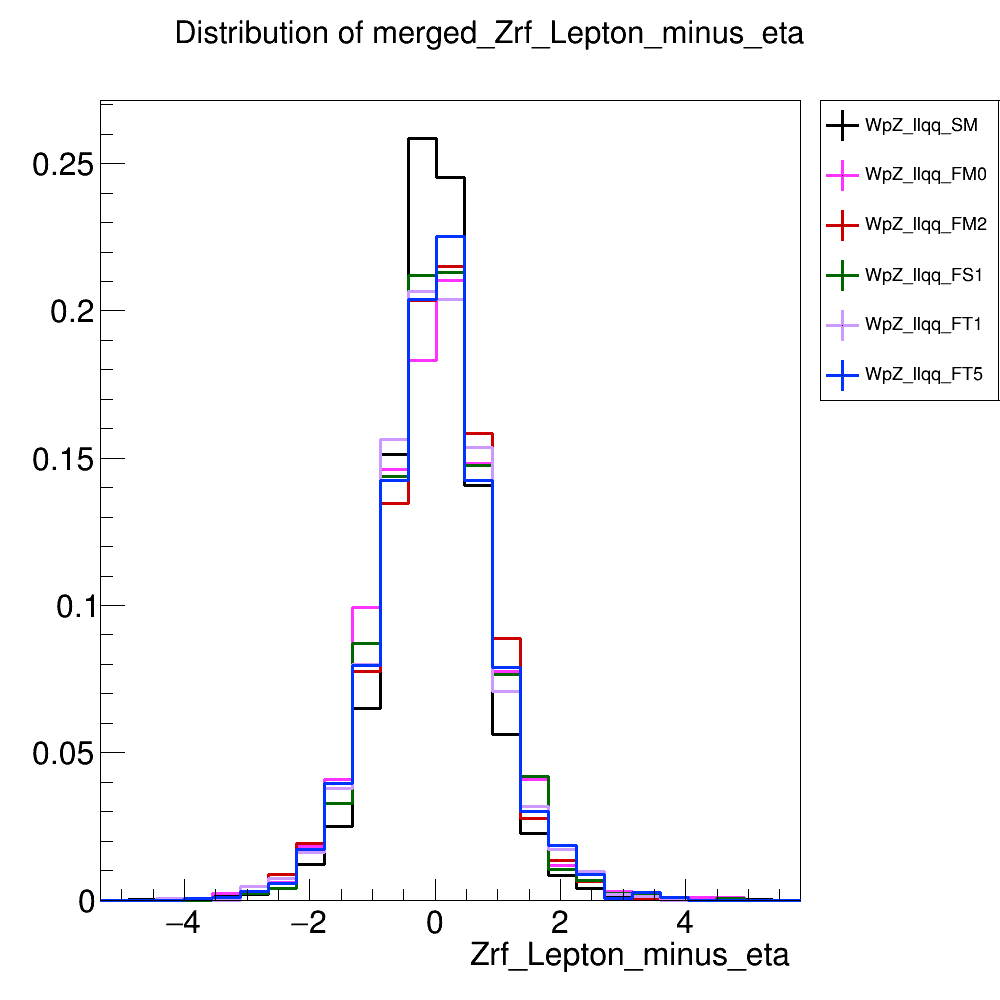 Distribution of merged_Zrf_Lepton_minus_eta
0.25
0.2
0.15
0.1
0.05
0
−4
−2
0
2
4
Zrf_Lepton_minus_eta
WpZ_llqq_SM
WpZ_llqq_FM0
WpZ_llqq_FM2
WpZ_llqq_FS1
WpZ_llqq_FT1
WpZ_llqq_FT5